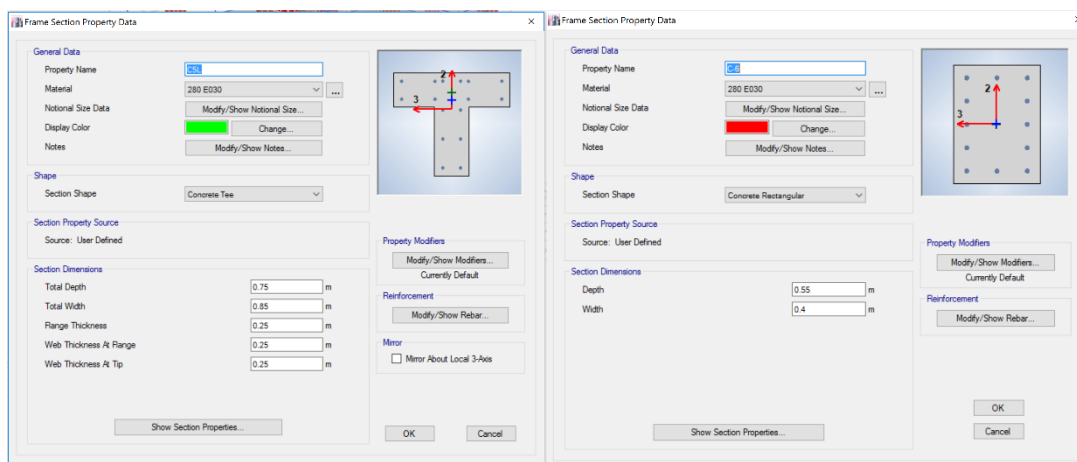 Frame Section Property Data
General Data
Property Name
C5L
Material
280 E030
...
Notional Size Data
Modify/Show Notional Size...
Display Color
Change...
Notes
Modify/Show Notes...
2
3
Shape
Section Shape
Concrete Tee
Section Property Source
Source: User Defined
Property Modifiers
Modify/Show Modifiers...
Currently Default
Section Dimensions
Total Depth
0.75
m
Total Width
0.85
m
Flange Thickness
0.25
m
Web Thickness At Flange
0.25
m
Web Thickness At Tip
0.25
m
Reinforcement
Modify/Show Rebar...
Mirror
Mirror About Local 3-Axis
Show Section Properties...
OK
Cancel
Frame Section Property Data
General Data
Property Name
C-6
Material
280 E030
...
Notional Size Data
Modify/Show Notional Size...
Display Color
Change...
Notes
Modify/Show Notes...
2
3
Shape
Section Shape
Concrete Rectangular
Section Property Source
Source: User Defined
Property Modifiers
Modify/Show Modifiers...
Currently Default
Section Dimensions
Depth
0.55
m
Width
0.4
m
Reinforcement
Modify/Show Rebar...
Show Section Properties...
OK
Cancel